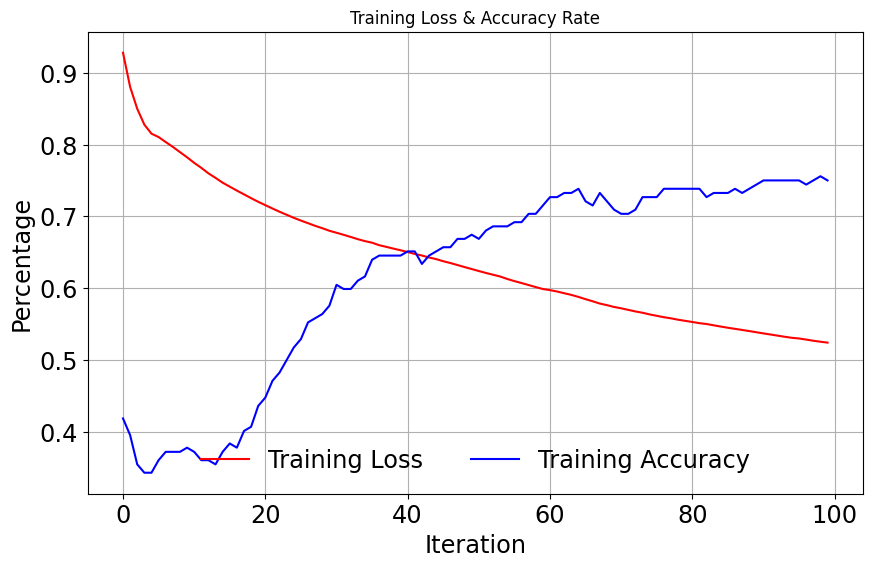 Training Loss & Accuracy Rate
Percentage
0.9
0.8
0.7
0.6
0.5
0.4
Training Loss
Training Accuracy
0 20 40 60 80 100
Iteration